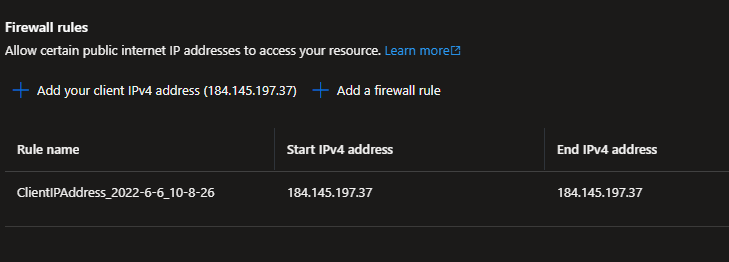 Firewall rules
Allow certain public internet IP addresses to access your resource. Learn more
Add your client IPv4 address (184.145.197.37) Add a firewall rule
Rule name Start IPv4 address End IPv4 address
ClientIPAddress_2022-6-6_10-8-26 184.145.197.37 184.145.197.37